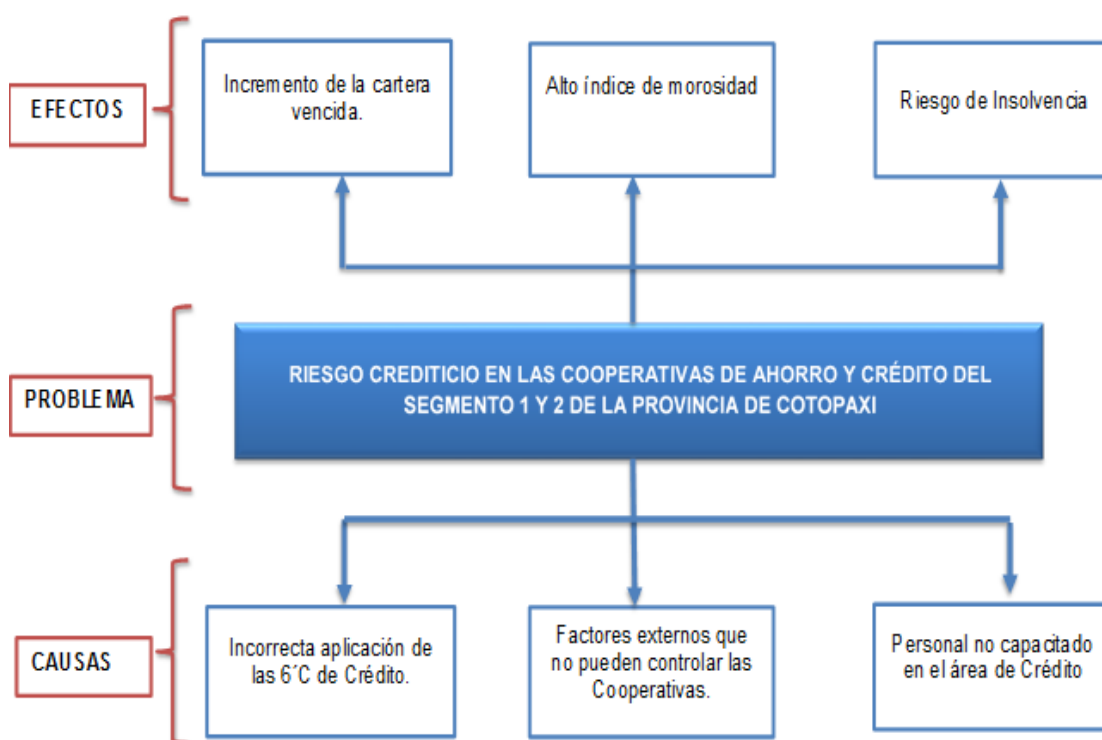 EFECTOS
Incremento de la cartera
vencida.
Alto índice de morosidad
Riesgo de Insolvencia
PROBLEMA
RIESGO CREDITICIO EN LAS COOPERATIVAS DE AHORRO Y CRÉDITO DEL
SEGMENTO 1 Y 2 DE LA PROVINCIA DE COTOPAXI
CAUSAS
Incorrecta aplicación de
las 6´C de Crédito.
Factores externos que
no pueden controlar las
Cooperativas.
Personal no capacitado
en el área de Crédito